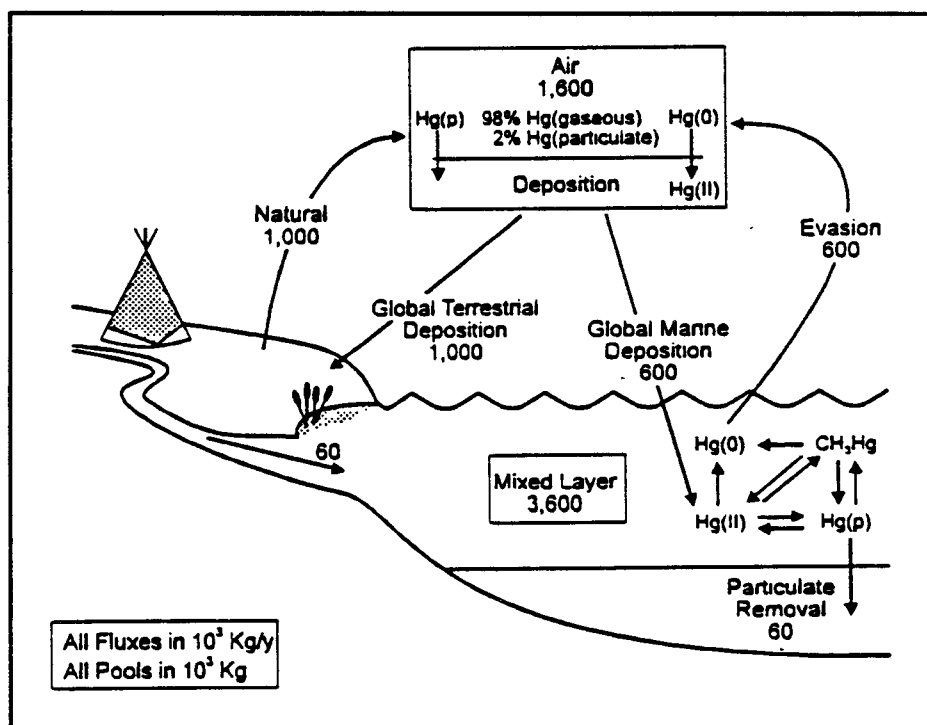 Air
1,600
Hg(p) 98% Hg(gaseous) Hg(0)
2% Hg(particulate)
Deposition Hg(II)
Natural
1,000
Evasion
600
Global Terrestrial
Deposition
1,000
Global Marine
Deposition
600
60
Mixed Layer
3,600
Hg(0) CH₃Hg
Hg(II) Hg(p)
Particulate
Removal
60
All Fluxes in 10³ Kg/y
All Pools in 10³ Kg